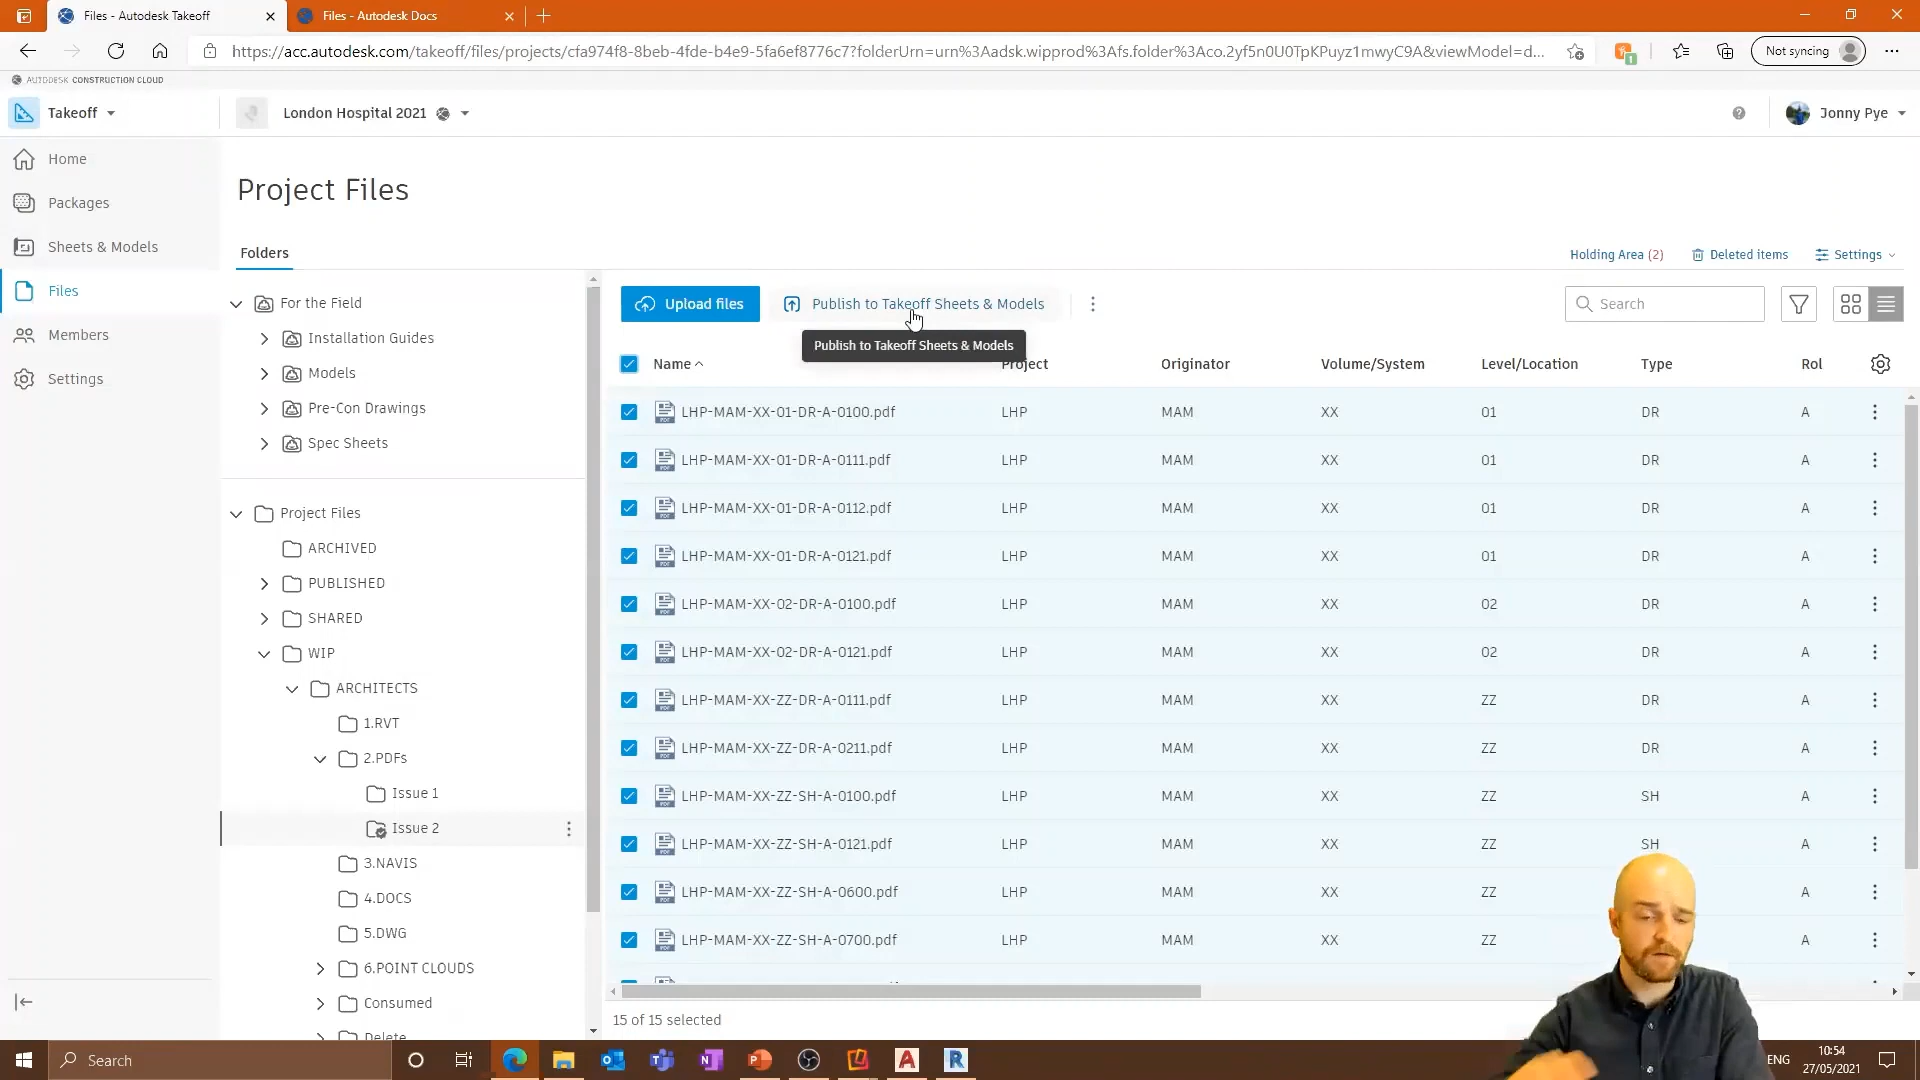 Files - Autodesk Takeoff
Files - Autodesk Docs
https://acc.autodesk.com/takeoff/files/projects/cfa974f8-8beb-4fde-b4e9-5fa6ef8776c7?folderUrn=urn%3Aadsk.wipprod%3Afs.folder%3Aco.2yf5n0U0TpKPuyz1mwyC9A&viewModel=d...
1
Not syncing
AUTODESK CONSTRUCTION CLOUD
Takeoff
London Hospital 2021
Jonny Pye
Home
Packages
Sheets & Models
Files
Members
Settings
Project Files
Folders
Holding Area (2)
Deleted items
Settings
For the Field
Installation Guides
Models
Pre-Con Drawings
Spec Sheets
Project Files
ARCHIVED
PUBLISHED
SHARED
WIP
ARCHITECTS
1.RVT
2.PDFs
Issue 1
Issue 2
3.NAVIS
4.DOCS
5.DWG
6.POINT CLOUDS
Consumed
Delete
Upload files
Publish to Takeoff Sheets & Models
Search
Publish to Takeoff Sheets & Models
Name Project Originator Volume/System Level/Location Type Rol
LHP-MAM-XX-01-DR-A-0100.pdf LHP MAM XX 01 DR A
LHP-MAM-XX-01-DR-A-0111.pdf LHP MAM XX 01 DR A
LHP-MAM-XX-01-DR-A-0112.pdf LHP MAM XX 01 DR A
LHP-MAM-XX-01-DR-A-0121.pdf LHP MAM XX 01 DR A
LHP-MAM-XX-02-DR-A-0100.pdf LHP MAM XX 02 DR A
LHP-MAM-XX-02-DR-A-0121.pdf LHP MAM XX 02 DR A
LHP-MAM-XX-ZZ-DR-A-0111.pdf LHP MAM XX ZZ DR A
LHP-MAM-XX-ZZ-DR-A-0211.pdf LHP MAM XX ZZ DR A
LHP-MAM-XX-ZZ-SH-A-0100.pdf LHP MAM XX ZZ SH A
LHP-MAM-XX-ZZ-SH-A-0121.pdf LHP MAM XX ZZ SH A
LHP-MAM-XX-ZZ-SH-A-0600.pdf LHP MAM XX ZZ A
LHP-MAM-XX-ZZ-SH-A-0700.pdf LHP MAM XX ZZ A
15 of 15 selected
Search
ENG
10:54
27/05/2021